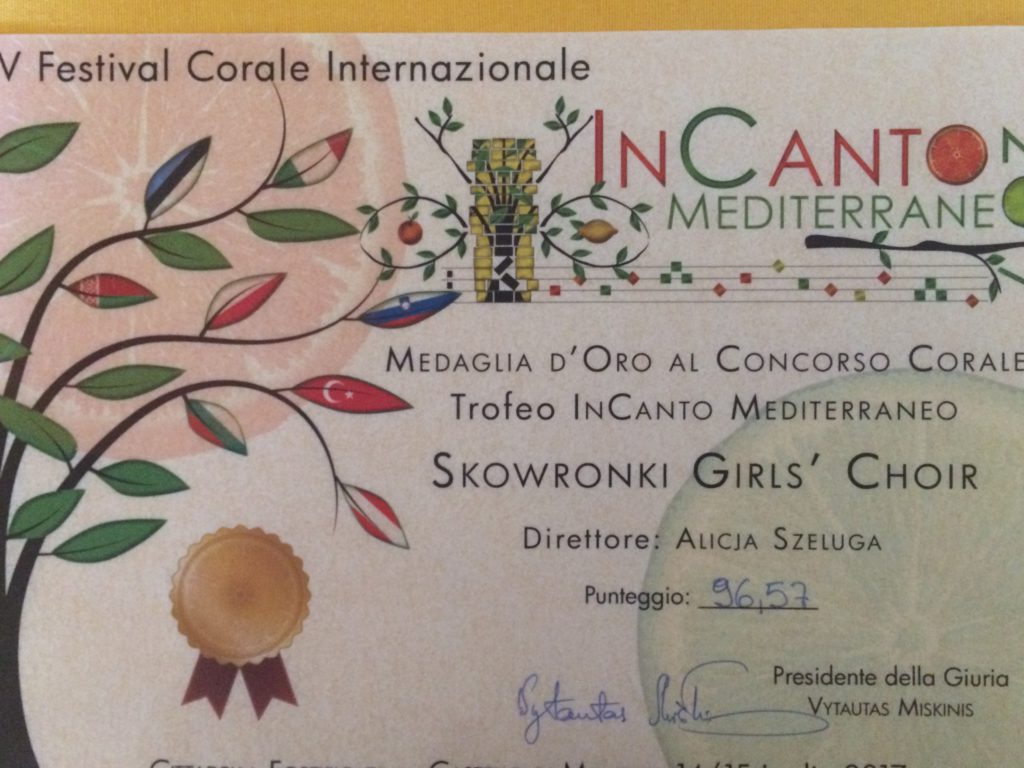 V Festival Corale Internazionale
INCANTO
MEDITERRANEO
MEDAGLIA D'ORO AL CONCORSO CORALE
TROFEO INCANTO MEDITERRANEO
SKOWRONKI GIRLS' CHOIR
Direttore: ALICJA SZELUGA
Punteggio: 96,57
Vytautas
Presidente della Giuria
VYTAUTAS MISKINIS